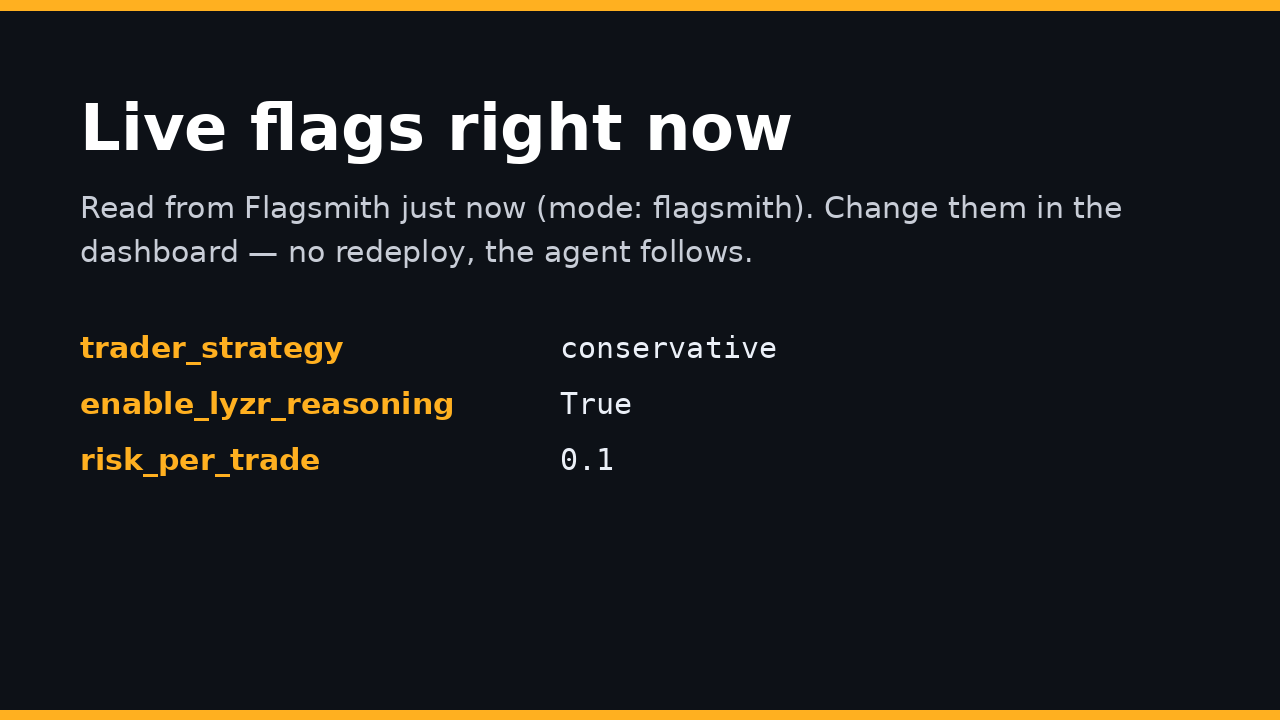 Live flags right now
Read from Flagsmith just now (mode: flagsmith). Change them in the
dashboard — no redeploy, the agent follows.
trader_strategy conservative
enable_lyzr_reasoning True
risk_per_trade 0.1